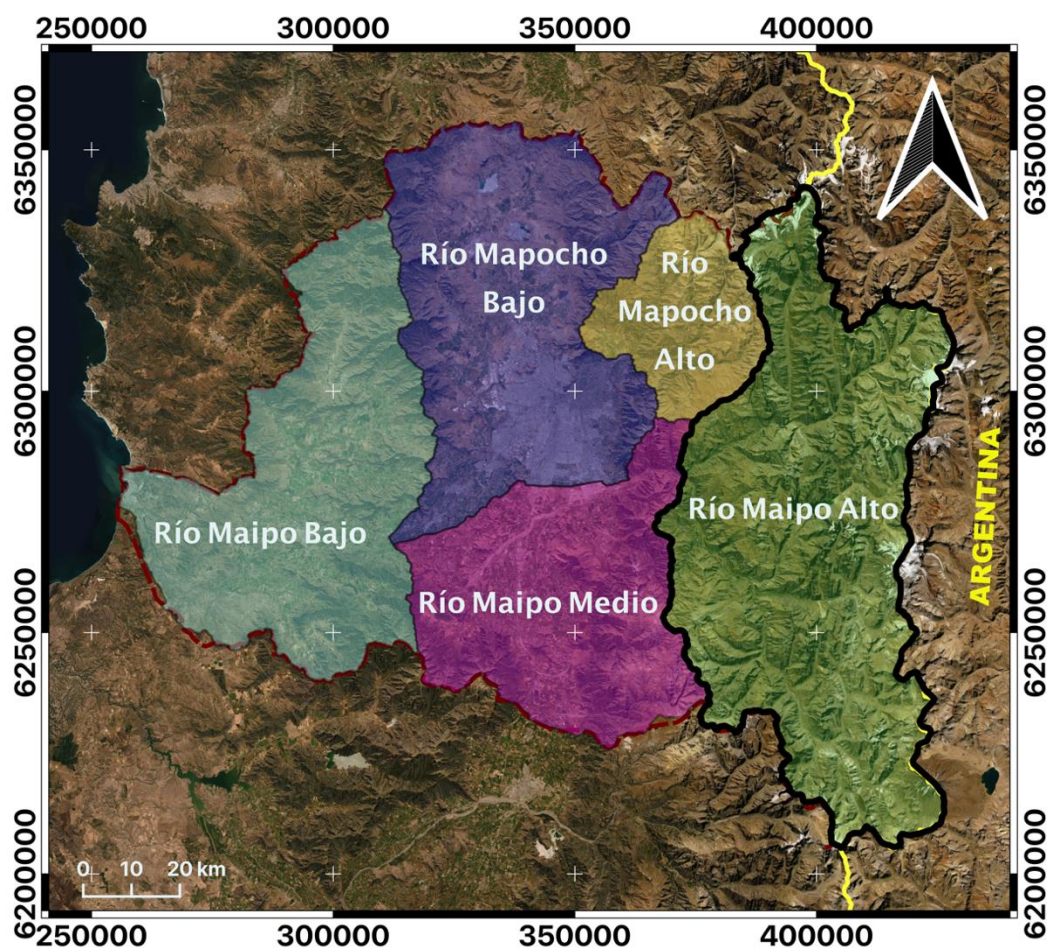 250000 300000 350000 400000
6350000
6350000
Río Mapocho
Bajo
Río
Mapocho
Alto
6300000
6300000
ARGENTINA
Río Maipo Bajo
Río Maipo Alto
Río Maipo Medio
6250000
6250000
0 10 20 km
6200000
6200000
250000 300000 350000 400000